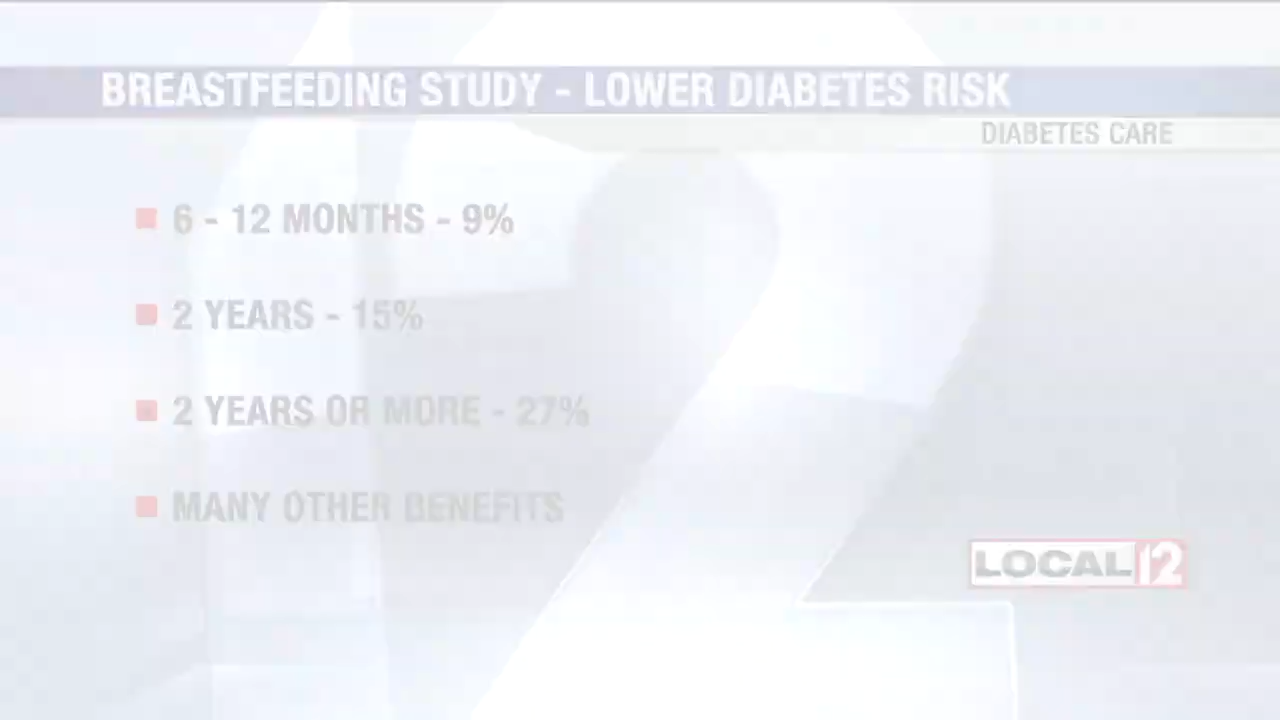 BREASTFEEDING STUDY - LOWER DIABETES RISK
DIABETES CARE
6 - 12 MONTHS - 9%
2 YEARS - 15%
2 YEARS OR MORE - 27%
MANY OTHER BENEFITS
LOCAL 12